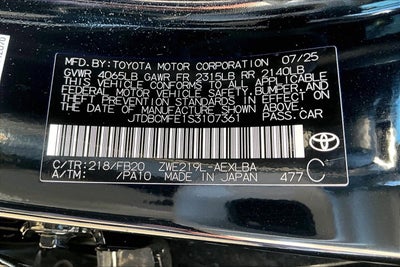 MFD.BY:TOYOTA MOTOR CORPORATION 07/25
GVWR 4065LB GAWR FR 2315LB RR 2140LB
THIS VEHICLE CONFORMS TO ALL APPLICABLE
FEDERAL MOTOR VEHICLE SAFETY, BUMPER, AND
THEFT PREVENTION STANDARDS IN EFFECT ON
THE DATE OF MANUFACTURE SHOWN ABOVE.
JTDBCMFE1S3107361 PASS.CAR
TOYOTA
C/TR:218/FB20 ZWE219L-AEXLBA
A/TM: /PA10 MADE IN JAPAN 477 C